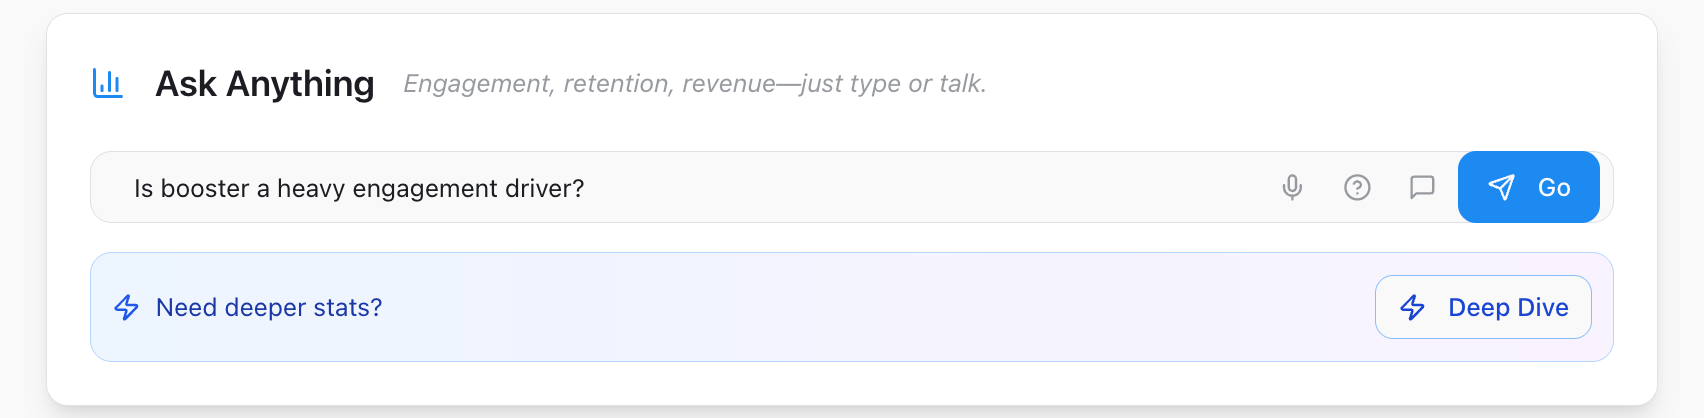 Ask Anything Engagement, retention, revenue—just type or talk.
Is booster a heavy engagement driver? Go
Need deeper stats? Deep Dive